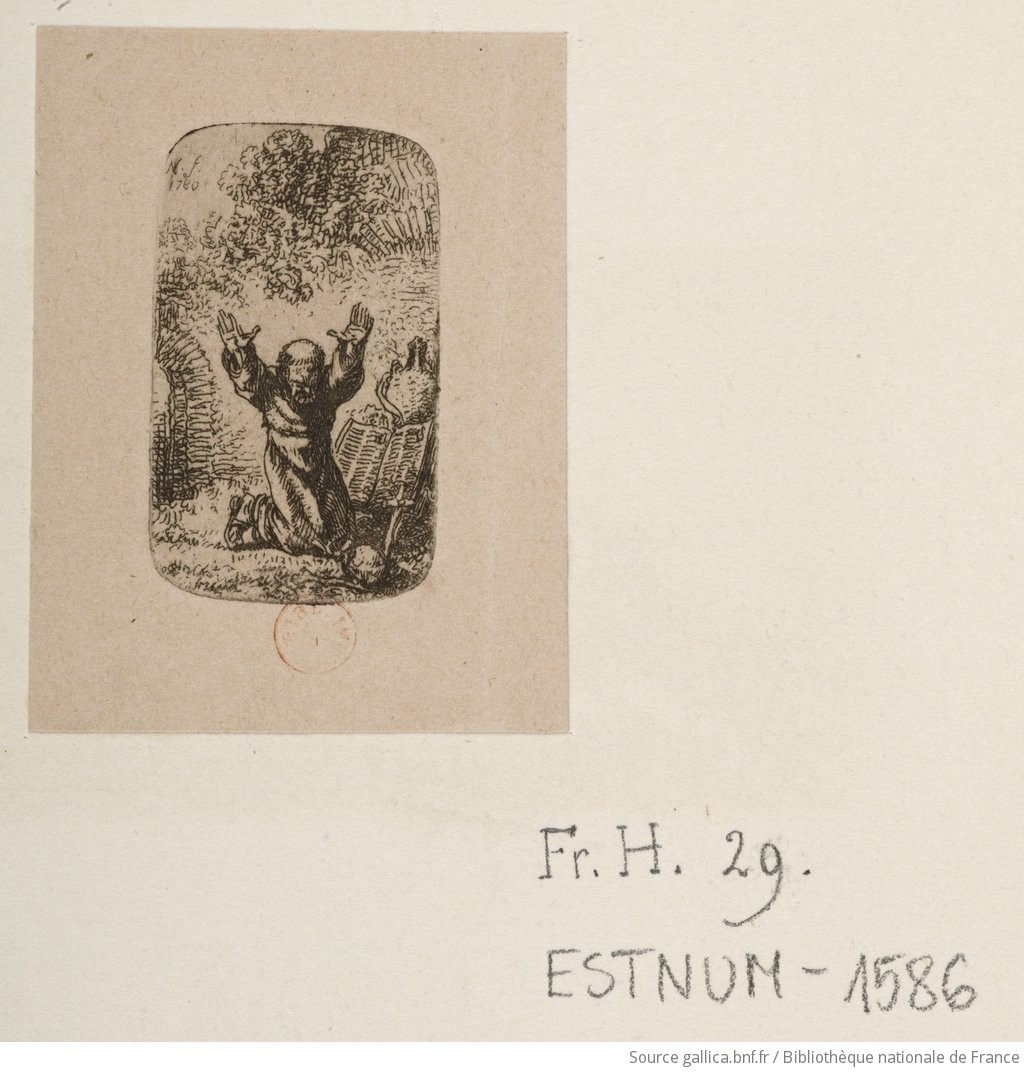 f.
1780
Fr. H. 29.
ESTNUM - 1586
Source gallica.bnf.fr / Bibliothèque nationale de France